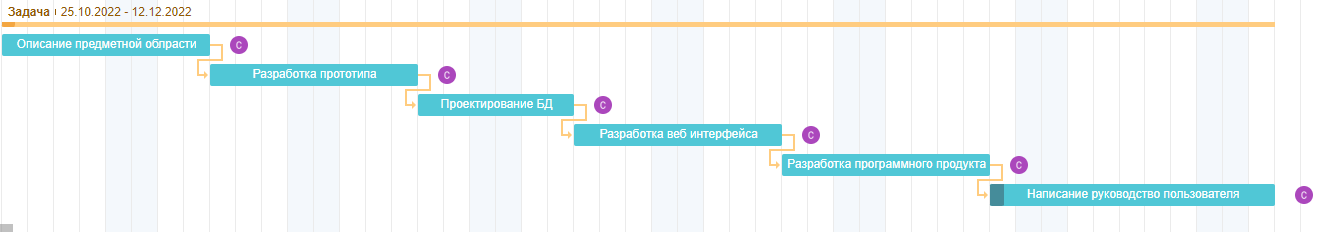 Задача 25.10.2022 - 12.12.2022
Описание предметной обпрасти
С
Разработка прототипа
С
Проектирование БД
С
Разработка веб интерфейса
С
Разработка программного продукта
С
Написание руководство пользователя
С